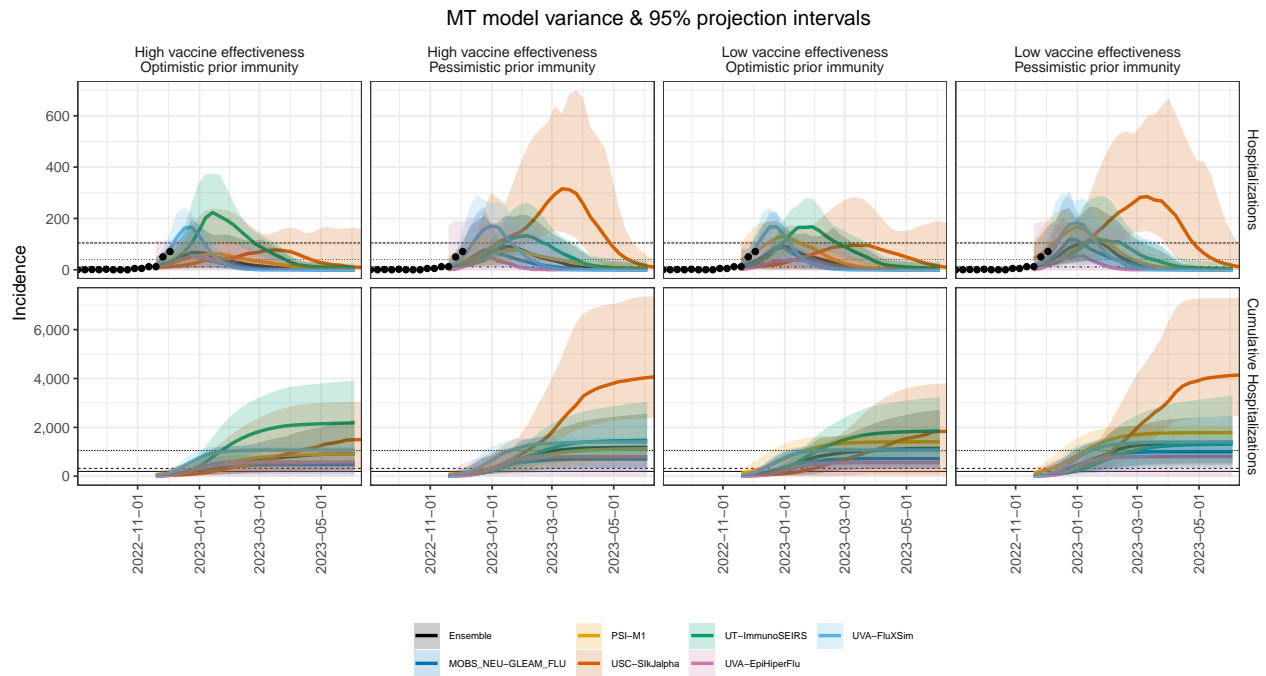 MT model variance & 95% projection intervals
High vaccine effectiveness
Optimistic prior immunity
High vaccine effectiveness
Pessimistic prior immunity
Low vaccine effectiveness
Optimistic prior immunity
Low vaccine effectiveness
Pessimistic prior immunity
Incidence
600
400
200
0
Hospitalizations
6,000
4,000
2,000
0
Cumulative Hospitalizations
2022−11−01
2023−01−01
2023−03−01
2023−05−01
2022−11−01
2023−01−01
2023−03−01
2023−05−01
2022−11−01
2023−01−01
2023−03−01
2023−05−01
2022−11−01
2023−01−01
2023−03−01
2023−05−01
Ensemble
PSI−M1
UT−ImmunoSEIRS
UVA−FluXSim
MOBS_NEU−GLEAM_FLU
USC−SIkJalpha
UVA−EpiHiperFlu